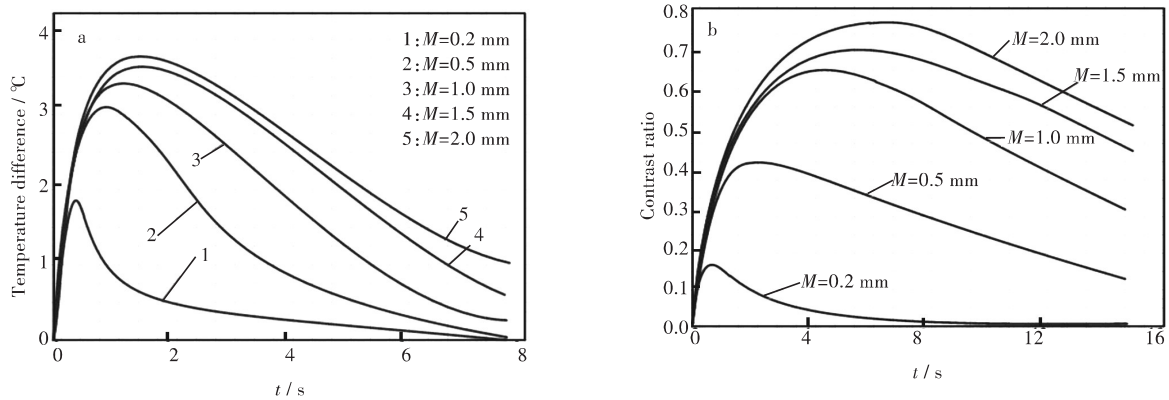 a
4
3
2
1
0
Temperature difference / ℃
1:M=0.2 mm
2:M=0.5 mm
3:M=1.0 mm
4:M=1.5 mm
5:M=2.0 mm
3
2
1
5
4
0 2 4 6 8
t / s
b
0.8
0.7
0.6
0.5
0.4
0.3
0.2
0.1
0.0
Contrast ratio
M=2.0 mm
M=1.5 mm
M=1.0 mm
M=0.5 mm
M=0.2 mm
0 4 8 12 16
t / s